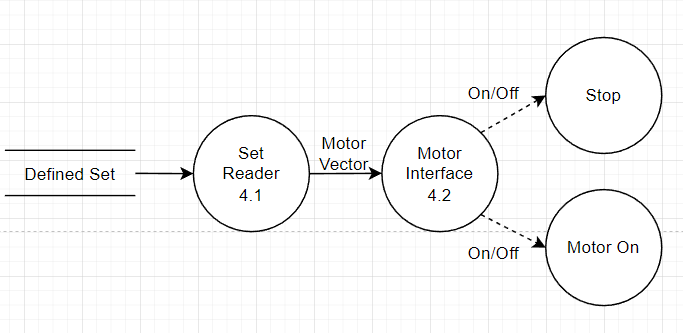 Defined Set
Set
Reader
4.1
Motor
Vector
Motor
Interface
4.2
On/Off
Stop
On/Off
Motor On